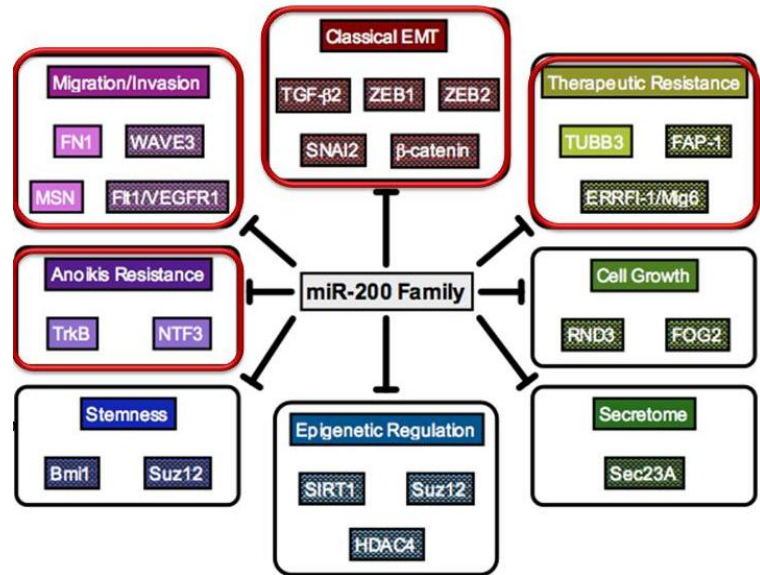 Classical EMT
TGF-β2 ZEB1 ZEB2
SNAI2 β-catenin
Migration/Invasion
FN1 WAVE3
MSN Flt1/VEGFR1
Therapeutic Resistance
TUBB3 FAP-1
ERRFI-1/Mig6
Anoikis Resistance
TrkB NTF3
miR-200 Family
Cell Growth
RND3 FOG2
Stemness
Bmi1 Suz12
Epigenetic Regulation
SIRT1 Suz12
HDAC4
Secretome
Sec23A